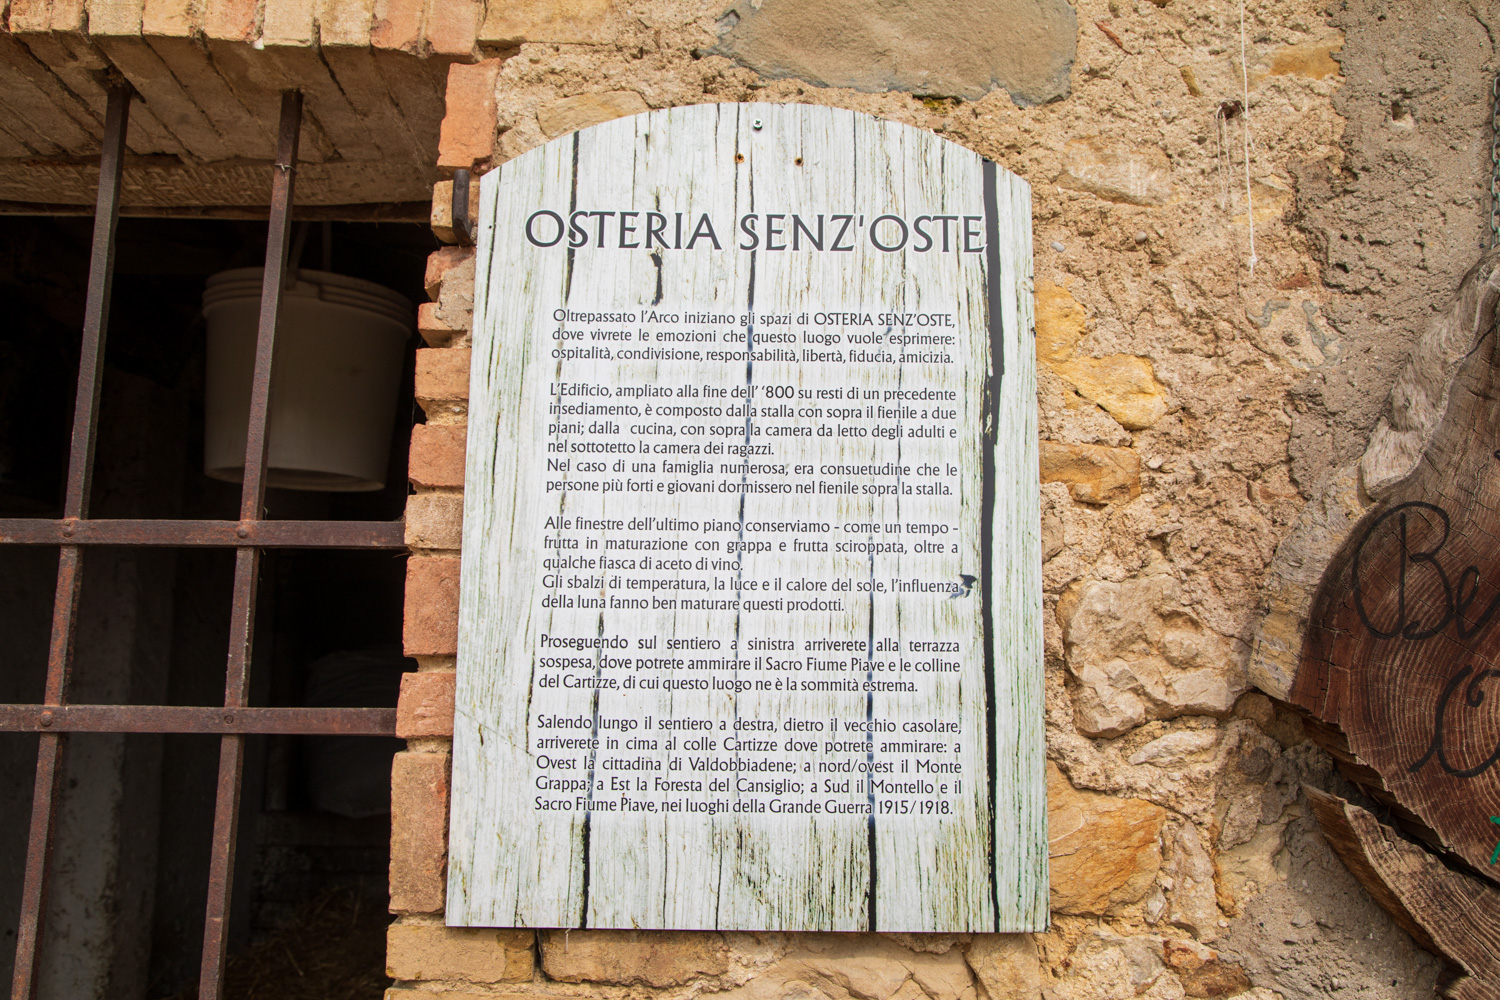 OSTERIA SENZ'OSTE
Oltrepassato l'Arco iniziano gli spazi di OSTERIA SENZ'OSTE,
dove vivrete le emozioni che questo luogo vuole esprimere:
ospitalità, condivisione, responsabilità, libertà, fiducia, amicizia.
L'Edificio, ampliato alla fine dell' '800 su resti di un precedente
insediamento, è composto dalla stalla con sopra il fienile a due
piani; dalla cucina, con sopra la camera da letto degli adulti e
nel sottotetto la camera dei ragazzi.
Nel caso di una famiglia numerosa, era consuetudine che le
persone più forti e giovani dormissero nel fienile sopra la stalla.
Alle finestre dell'ultimo piano conserviamo - come un tempo -
frutta in maturazione con grappa e frutta sciroppata, oltre a
qualche fiasca di aceto di vino.
Gli sbalzi di temperatura, la luce e il calore del sole, l'influenza
della luna fanno ben maturare questi prodotti.
Proseguendo sul sentiero a sinistra arriverete alla terrazza
sospesa, dove potrete ammirare il Sacro Fiume Piave e le colline
del Cartizze, di cui questo luogo ne è la sommità estrema.
Salendo lungo il sentiero a destra, dietro il vecchio casolare,
arriverete in cima al colle Cartizze dove potrete ammirare: a
Ovest la cittadina di Valdobbiadene; a nord/ovest il Monte
Grappa; a Est la Foresta del Cansiglio; a Sud il Montello e il
Sacro Fiume Piave, nei luoghi della Grande Guerra 1915/1918.